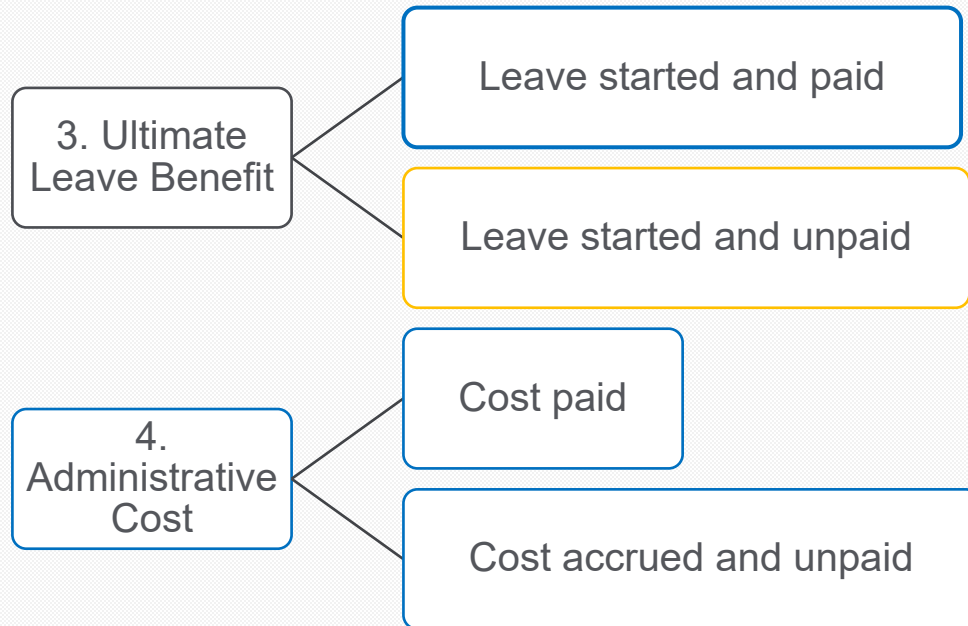 3. Ultimate
Leave Benefit
Leave started and paid
Leave started and unpaid
4.
Administrative
Cost
Cost paid
Cost accrued and unpaid